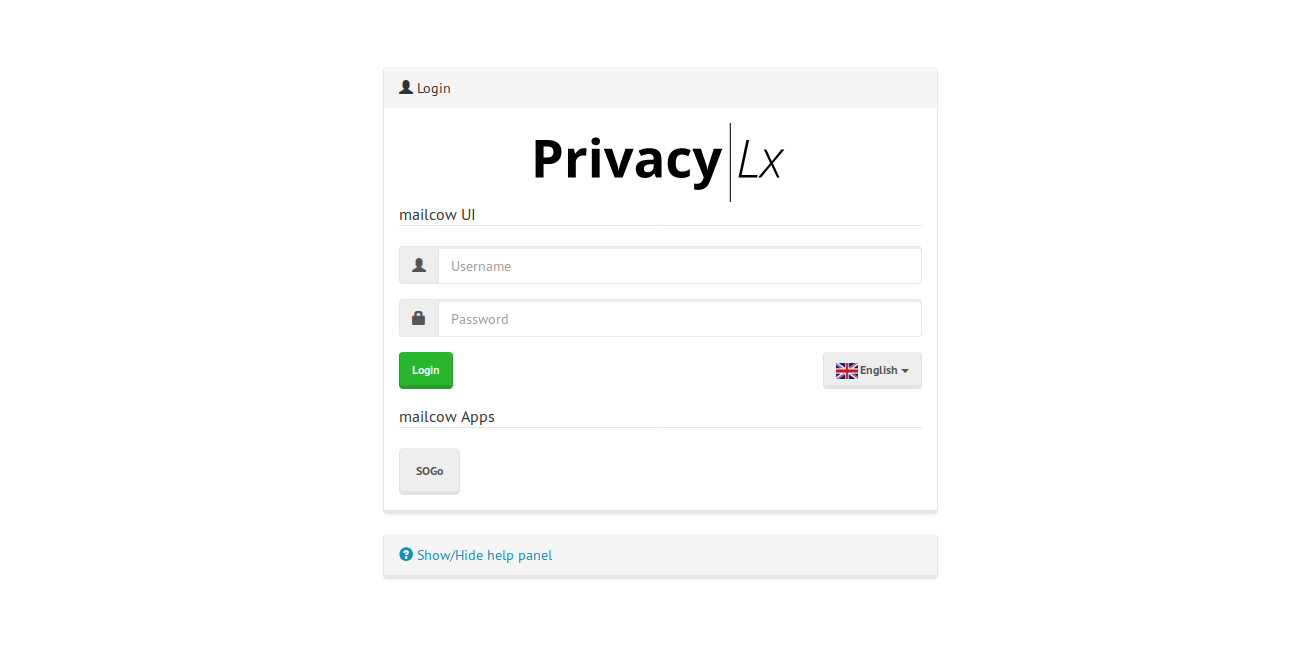 Login
Privacy Lx
mailcow UI
Username
Password
Login
English
mailcow Apps
SOGo
Show/Hide help panel